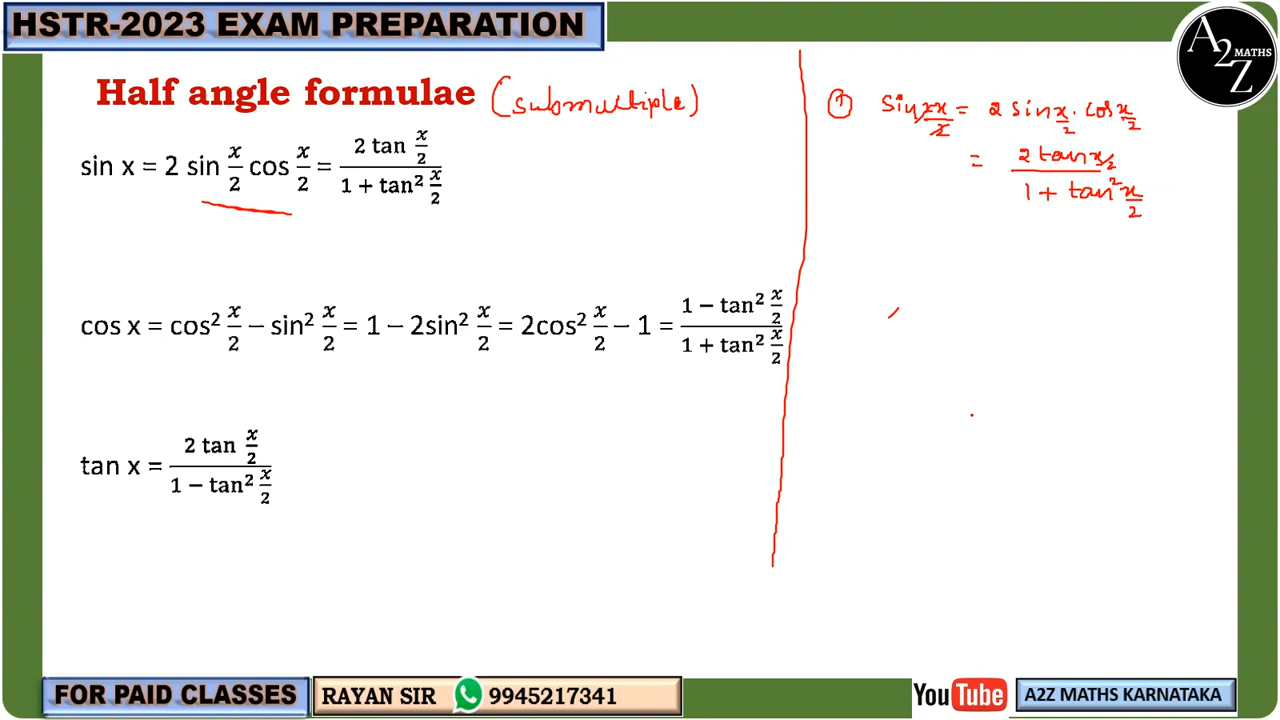 HSTR-2023 EXAM PREPARATION
A2Z MATHS
Half angle formulae (submultiple)
sin x = 2 sin x/2 cos x/2 = (2 tan x/2)/(1 + tan² x/2)
cos x = cos² x/2 − sin² x/2 = 1 − 2sin² x/2 = 2cos² x/2 − 1 = (1 − tan² x/2)/(1 + tan² x/2)
tan x = (2 tan x/2)/(1 − tan² x/2)
① sin 2x/2 = 2 sin x/2 · cos x/2
= (2 tan x/2)/(1 + tan² x/2)
FOR PAID CLASSES
RAYAN SIR 9945217341
YouTube
A2Z MATHS KARNATAKA